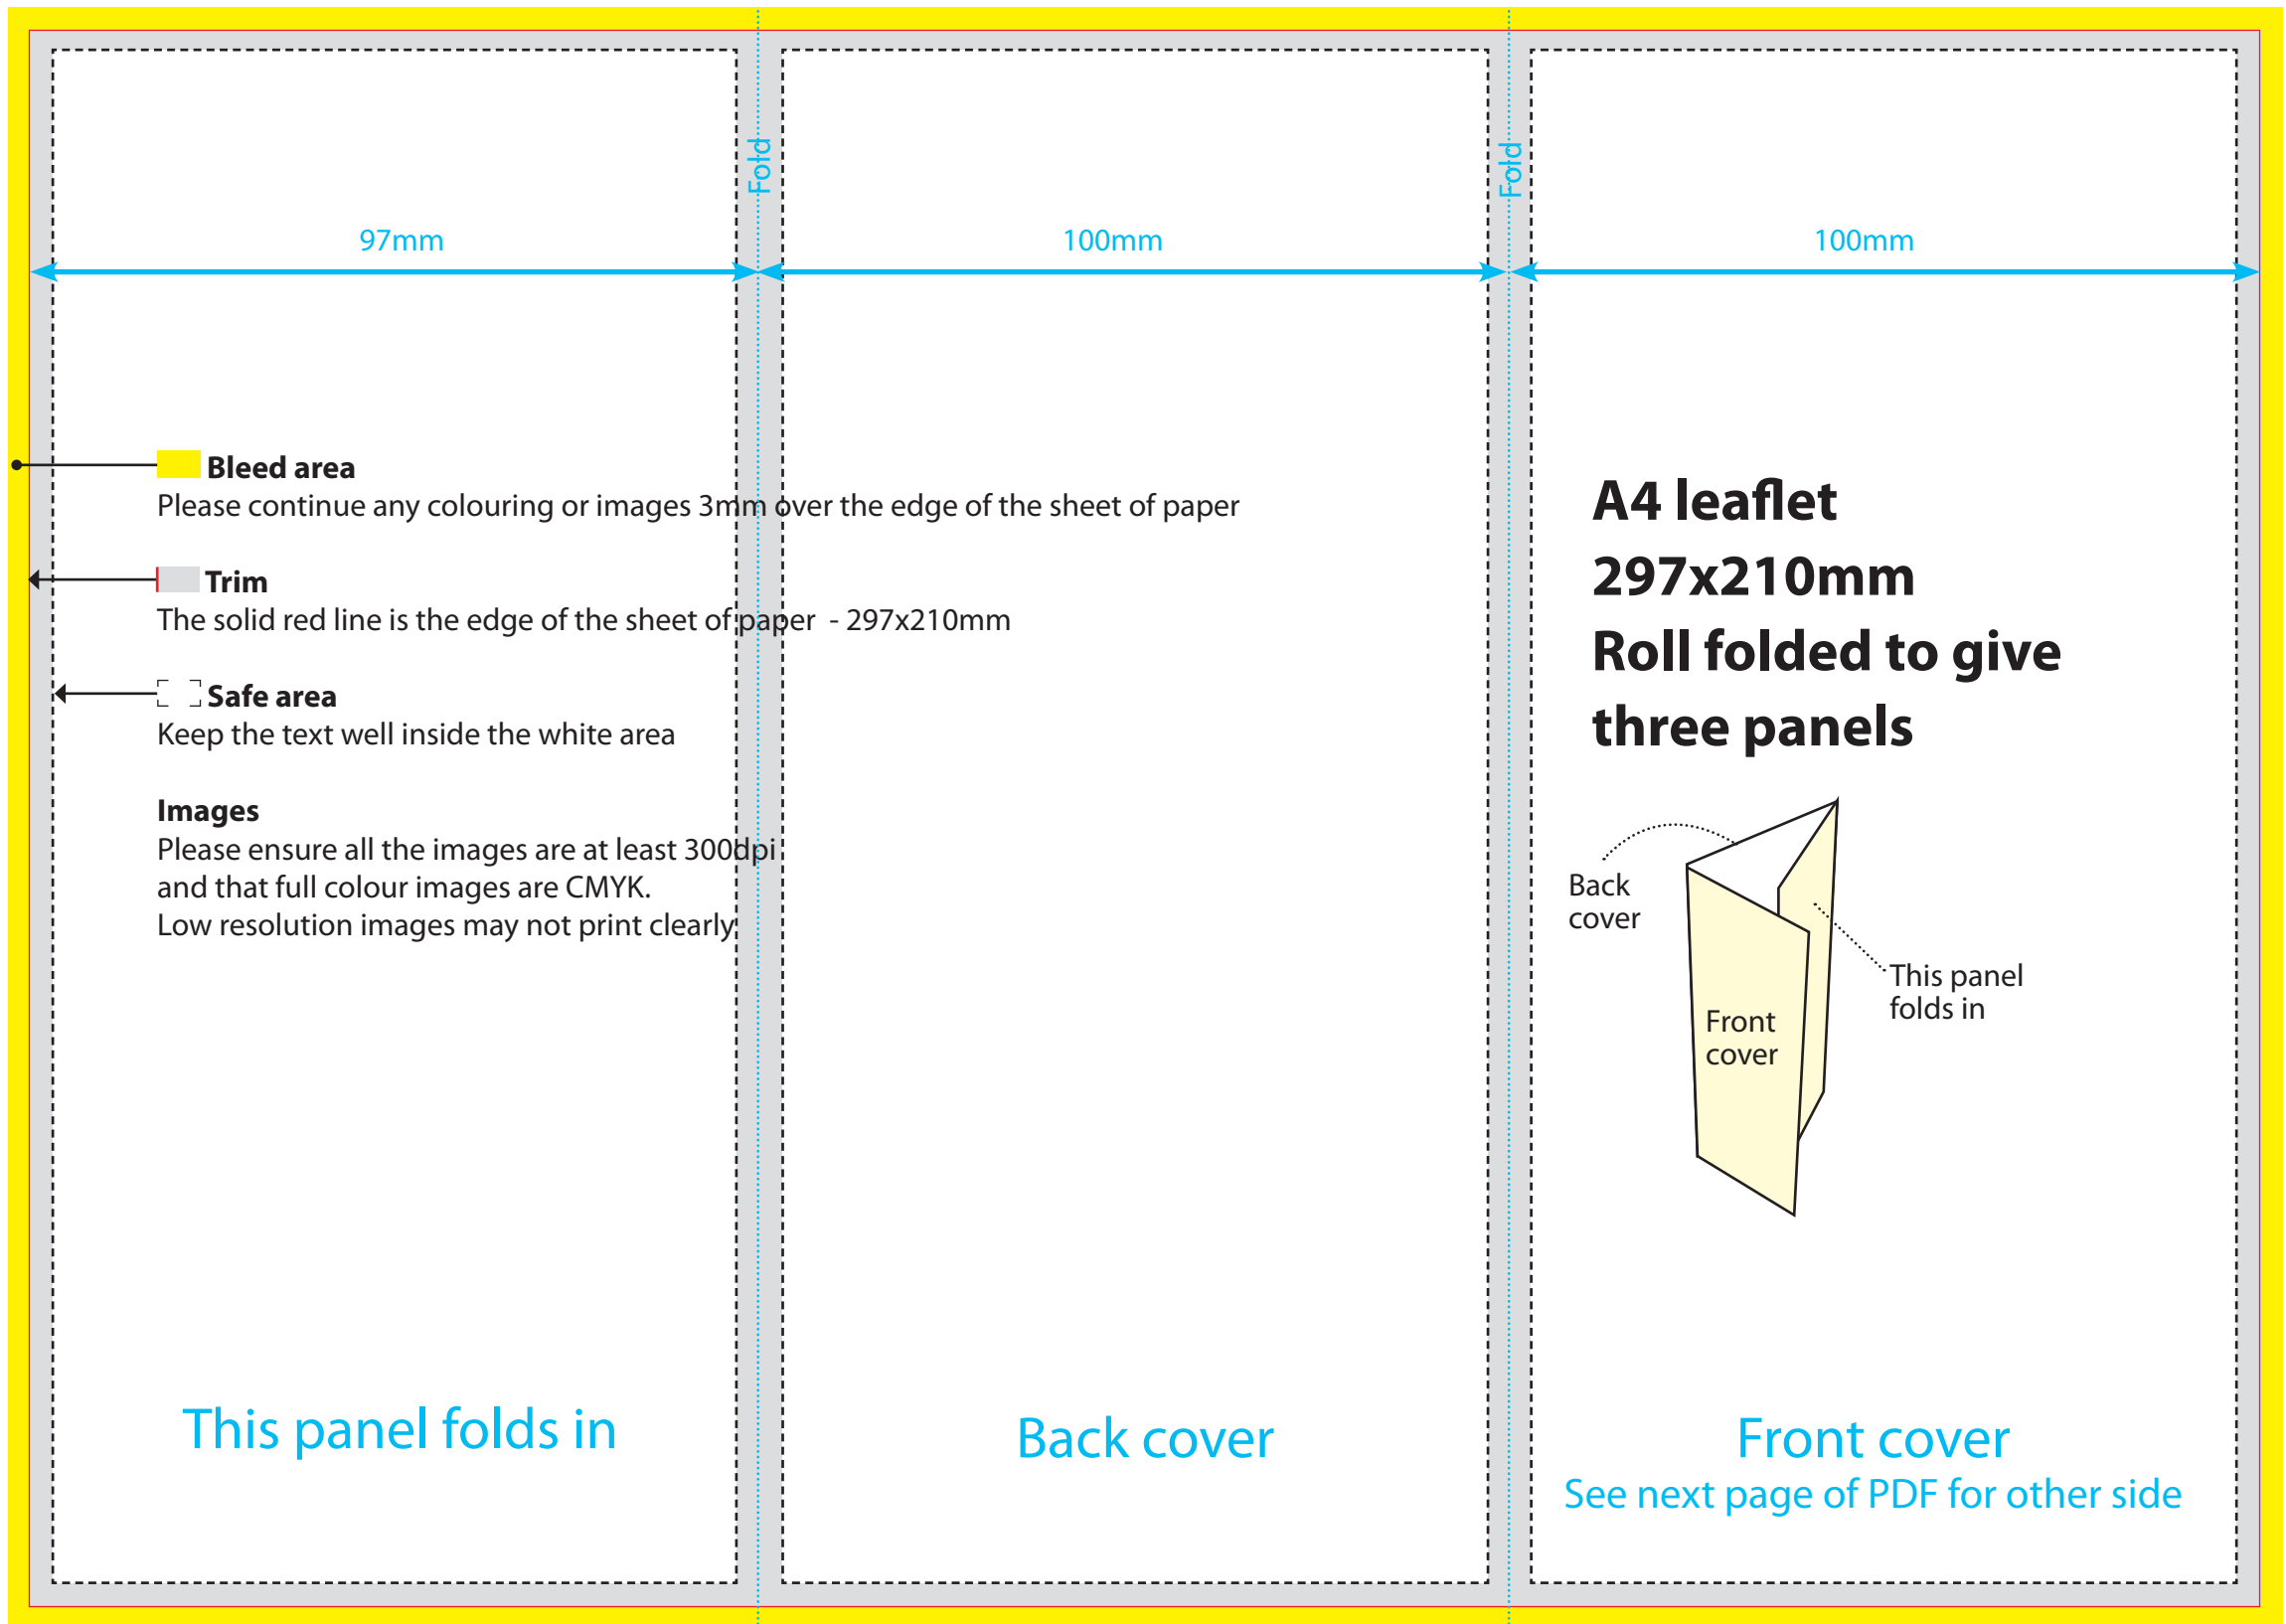 Fold
Fold
97mm
100mm
100mm
Bleed area
Please continue any colouring or images 3mm over the edge of the sheet of paper
Trim
The solid red line is the edge of the sheet of paper  - 297x210mm
Safe area
Keep the text well inside the white area
Images
Please ensure all the images are at least 300dpi
and that full colour images are CMYK.
Low resolution images may not print clearly
A4 leaflet
297x210mm
Roll folded to give
three panels
Back
cover
This panel
folds in
Front
cover
This panel folds in
Back cover
Front cover
See next page of PDF for other side